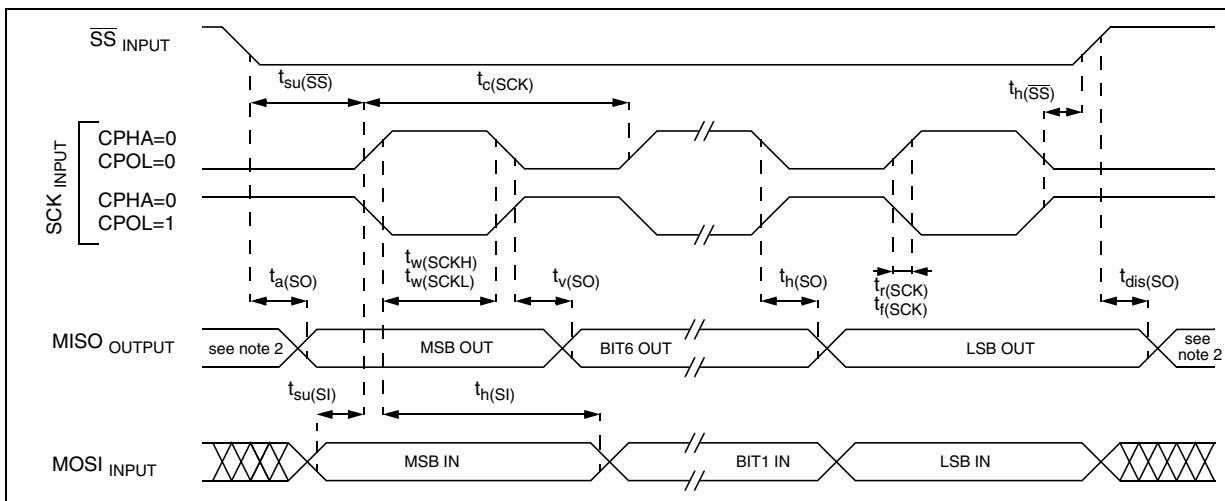 SS INPUT
tsu(SS)
tc(SCK)
th(SS)
SCK INPUT
CPHA=0
CPOL=0
CPHA=0
CPOL=1
ta(SO)
tw(SCKH)
tw(SCKL)
tv(SO)
th(SO)
tr(SCK)
tf(SCK)
tdis(SO)
MISO OUTPUT
see note 2
MSB OUT
BIT6 OUT
LSB OUT
see
note 2
tsu(SI)
th(SI)
MOSI INPUT
MSB IN
BIT1 IN
LSB IN